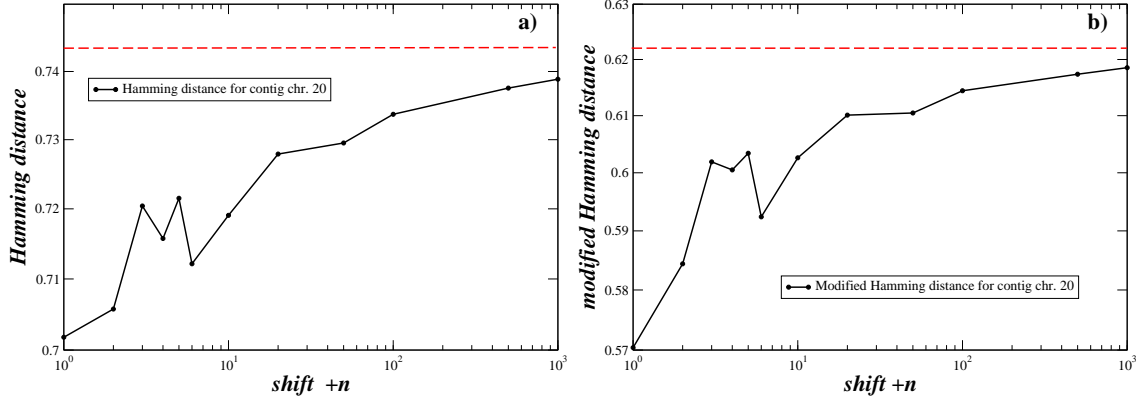 a)
Hamming distance
0.74
0.73
0.72
0.71
0.7
Hamming distance for contig chr. 20
10^0
10^1
10^2
10^3
shift +n
b)
modified Hamming distance
0.63
0.62
0.61
0.6
0.59
0.58
0.57
Modified Hamming distance for contig chr. 20
10^0
10^1
10^2
10^3
shift +n